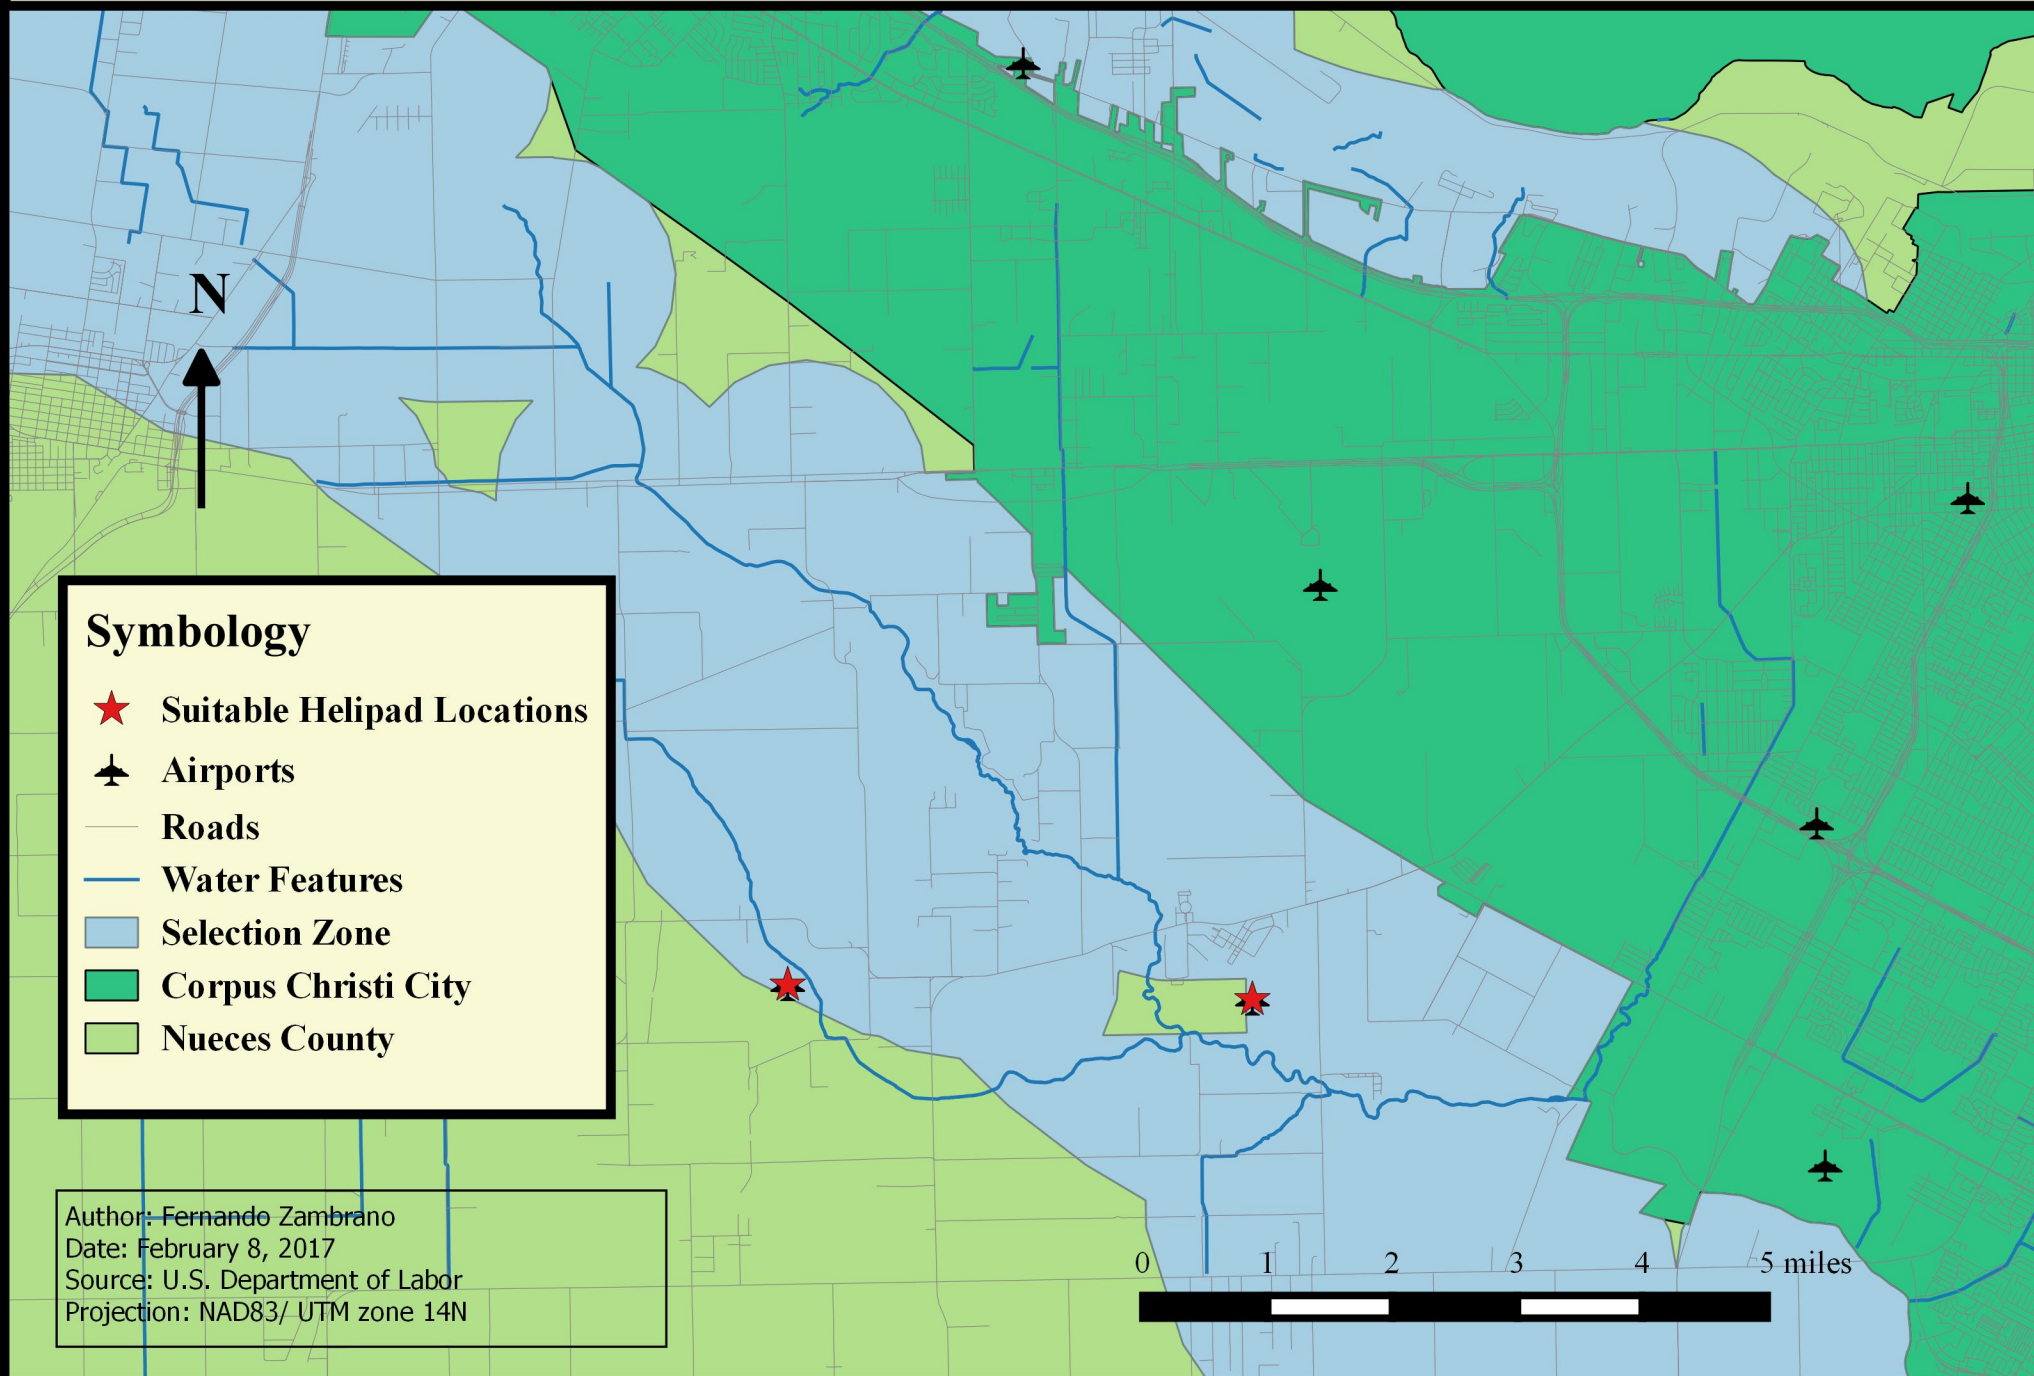 N
Symbology
Suitable Helipad Locations
Airports
Roads
Water Features
Selection Zone
Corpus Christi City
Nueces County
Author: Fernando Zambrano
Date: February 8, 2017
Source: U.S. Department of Labor
Projection: NAD83/ UTM zone 14N
0 1 2 3 4 5 miles